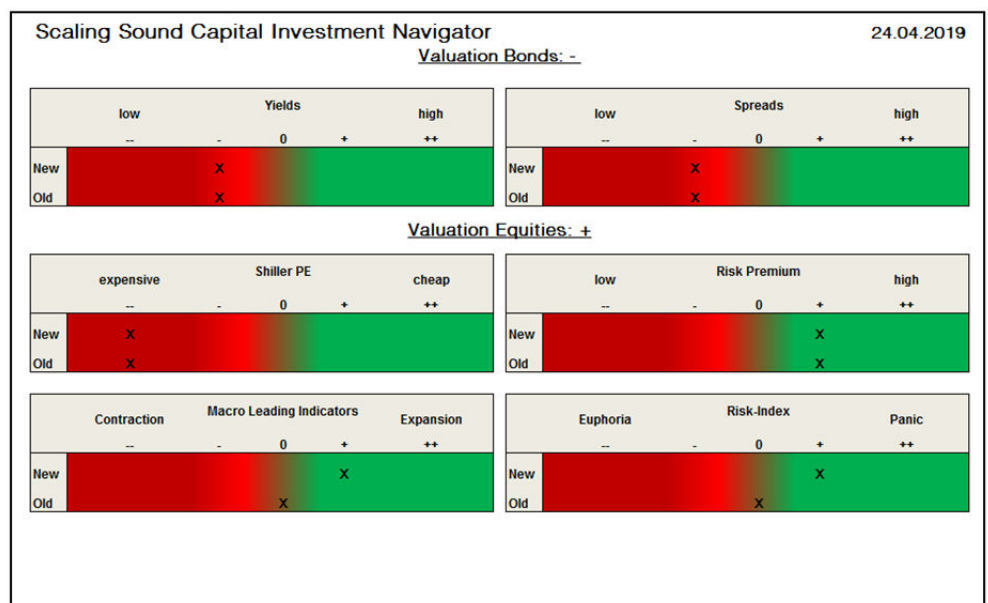 Scaling Sound Capital Investment Navigator 24.04.2019
Valuation Bonds: -
low Yields high
-- - 0 + ++
New X
Old X
low Spreads high
-- - 0 + ++
New X
Old X
Valuation Equities: +
expensive Shiller PE cheap
-- - 0 + ++
New X
Old X
low Risk Premium high
-- - 0 + ++
New X
Old X
Contraction Macro Leading Indicators Expansion
-- - 0 + ++
New X
Old X
Euphoria Risk-Index Panic
-- - 0 + ++
New X
Old X